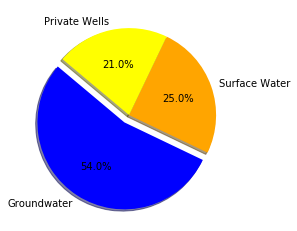 Private Wells
21.0%
Surface Water
25.0%
54.0%
Groundwater